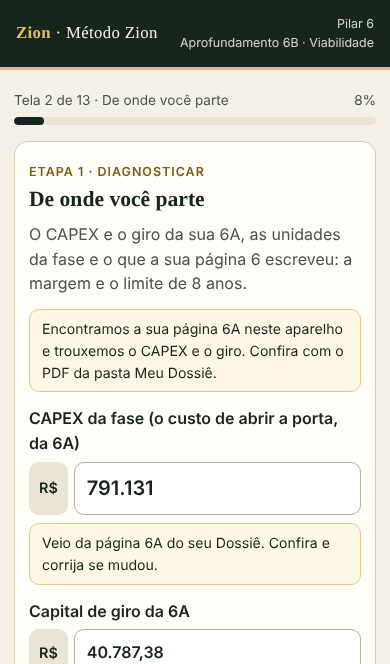 Zion · Método Zion
Pilar 6
Aprofundamento 6B · Viabilidade
Tela 2 de 13 · De onde você parte
8%
ETAPA 1 · DIAGNOSTICAR
De onde você parte
O CAPEX e o giro da sua 6A, as unidades
da fase e o que a sua página 6 escreveu: a
margem e o limite de 8 anos.
Encontramos a sua página 6A neste aparelho
e trouxemos o CAPEX e o giro. Confira com o
PDF da pasta Meu Dossiê.
CAPEX da fase (o custo de abrir a porta,
da 6A)
R$
791.131
Veio da página 6A do seu Dossiê. Confira e
corrija se mudou.
Capital de giro da 6A
R$
40.787,38